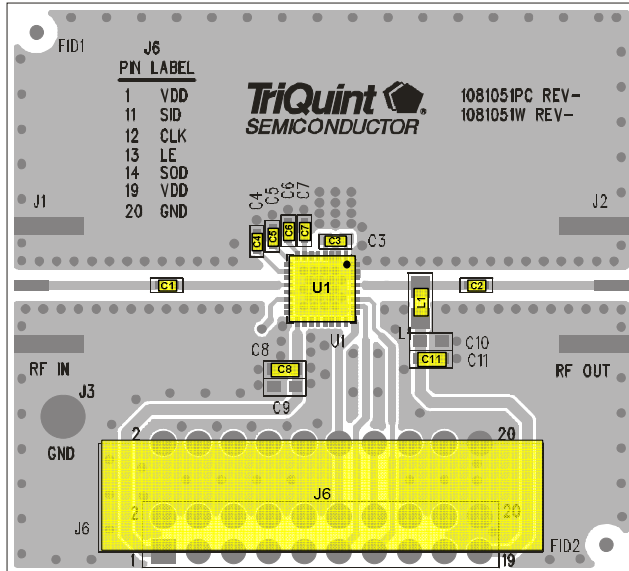 FID1
J6
PIN LABEL
1 VDD
11 SID
12 CLK
13 LE
14 SOD
19 VDD
20 GND
TriQuint
SEMICONDUCTOR
1081051PC REV-
1081051W REV-
J1
J2
C4
C5
C6
C7
C4
C5
C6
C7
C3
C3
C1
U1
L1
C2
U1
L1
C10
C11
C11
C8
C8
C9
RF IN
RF OUT
J3
GND
2
20
J6
2
20
J6
1
19
FID2